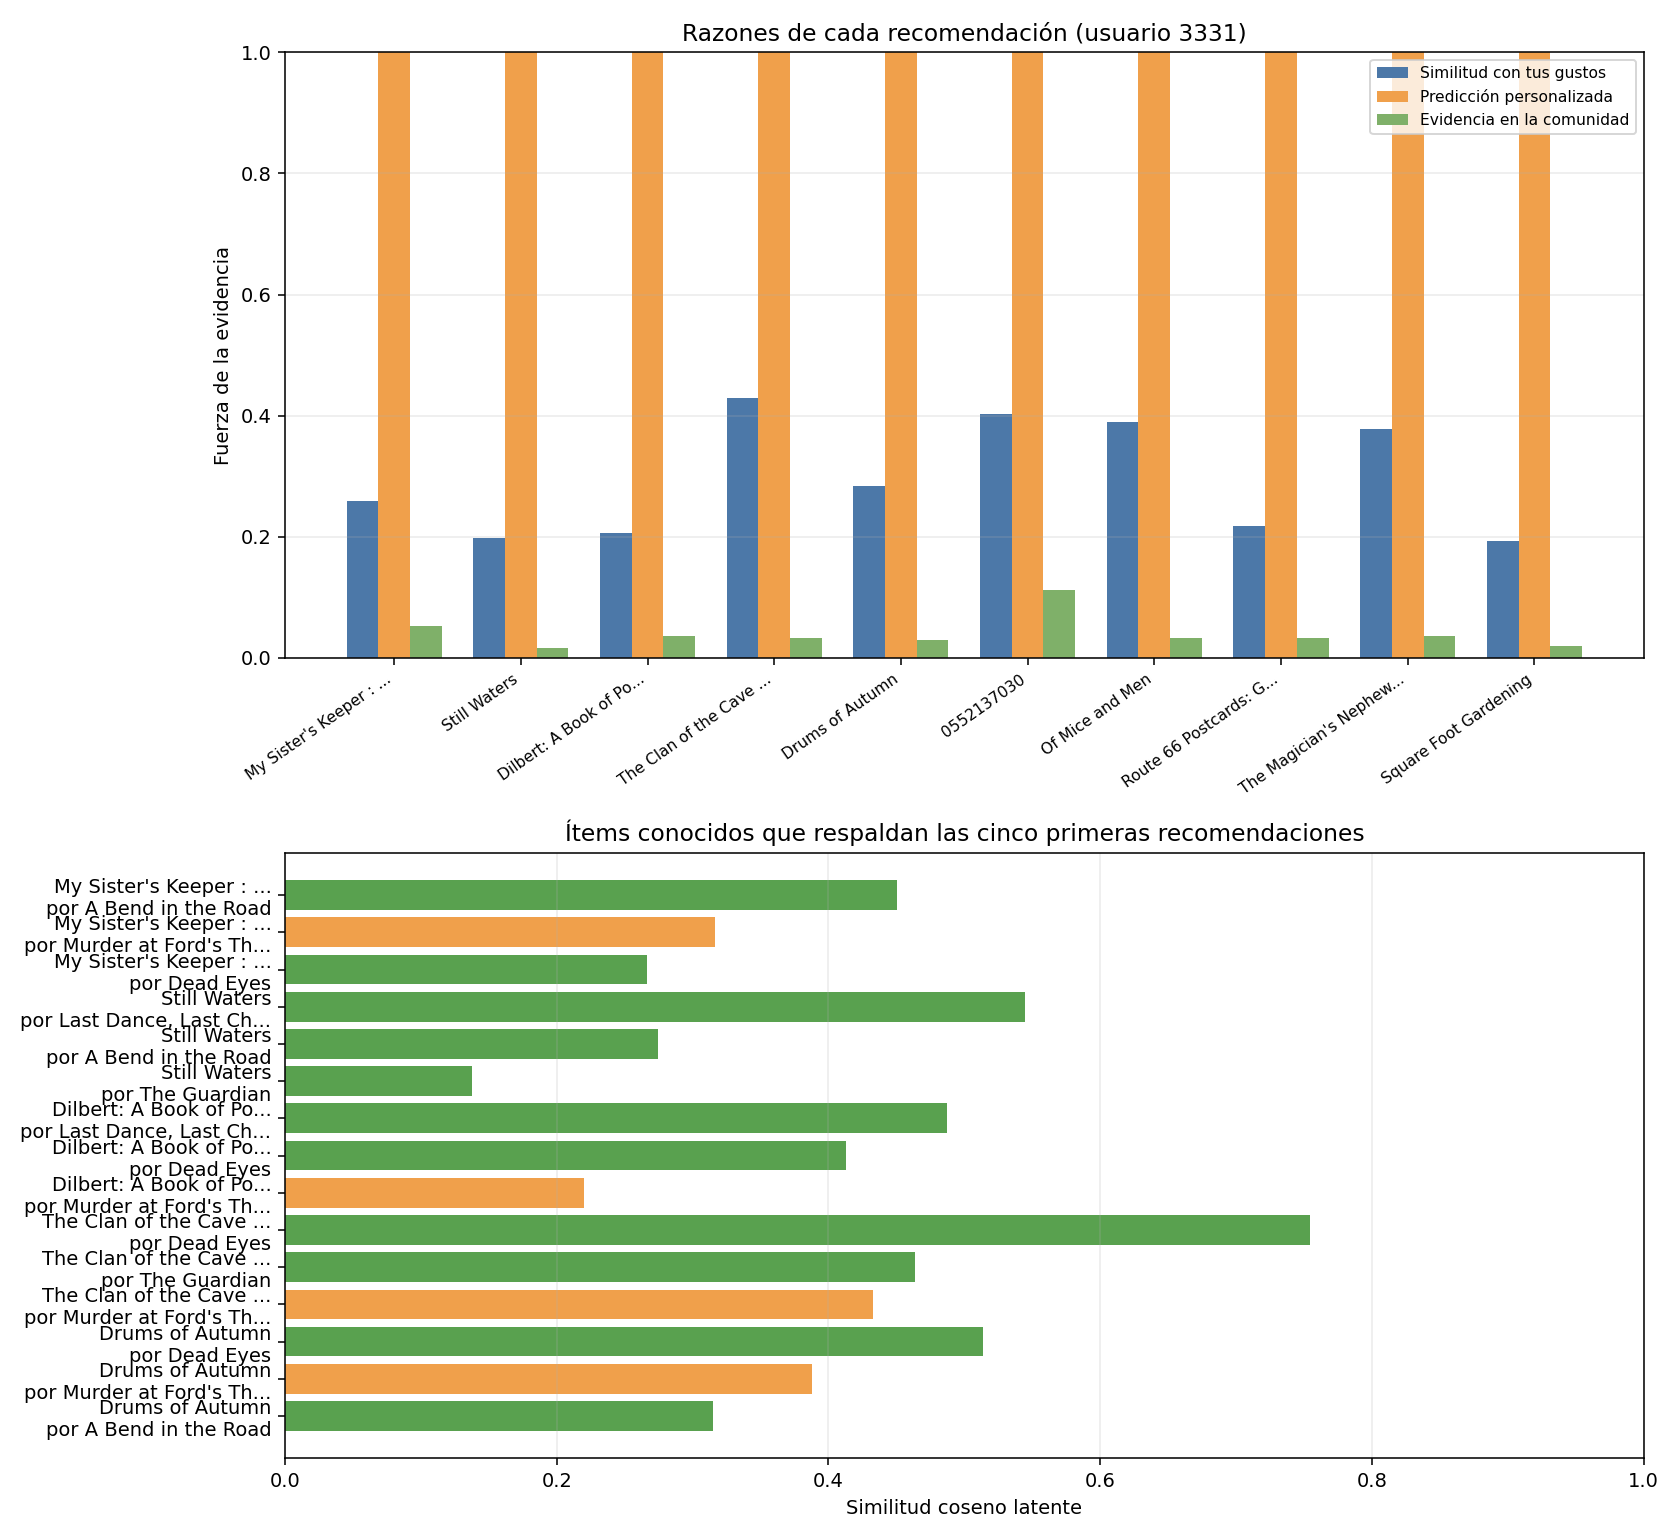 Razones de cada recomendación (usuario 3331)
1.0
0.8
0.6
0.4
0.2
0.0
Fuerza de la evidencia
Similitud con tus gustos
Predicción personalizada
Evidencia en la comunidad
My Sister's Keeper : ...
Still Waters
Dilbert: A Book of Po...
The Clan of the Cave ...
Drums of Autumn
0552137030
Of Mice and Men
Route 66 Postcards: G...
The Magician's Nephew...
Square Foot Gardening
Ítems conocidos que respaldan las cinco primeras recomendaciones
My Sister's Keeper : ...
por A Bend in the Road
My Sister's Keeper : ...
por Murder at Ford's Th...
My Sister's Keeper : ...
por Dead Eyes
Still Waters
por Last Dance, Last Ch...
Still Waters
por A Bend in the Road
Still Waters
por The Guardian
Dilbert: A Book of Po...
por Last Dance, Last Ch...
Dilbert: A Book of Po...
por Dead Eyes
Dilbert: A Book of Po...
por Murder at Ford's Th...
The Clan of the Cave ...
por Dead Eyes
The Clan of the Cave ...
por The Guardian
The Clan of the Cave ...
por Murder at Ford's Th...
Drums of Autumn
por Dead Eyes
Drums of Autumn
por Murder at Ford's Th...
Drums of Autumn
por A Bend in the Road
0.0
0.2
0.4
0.6
0.8
1.0
Similitud coseno latente